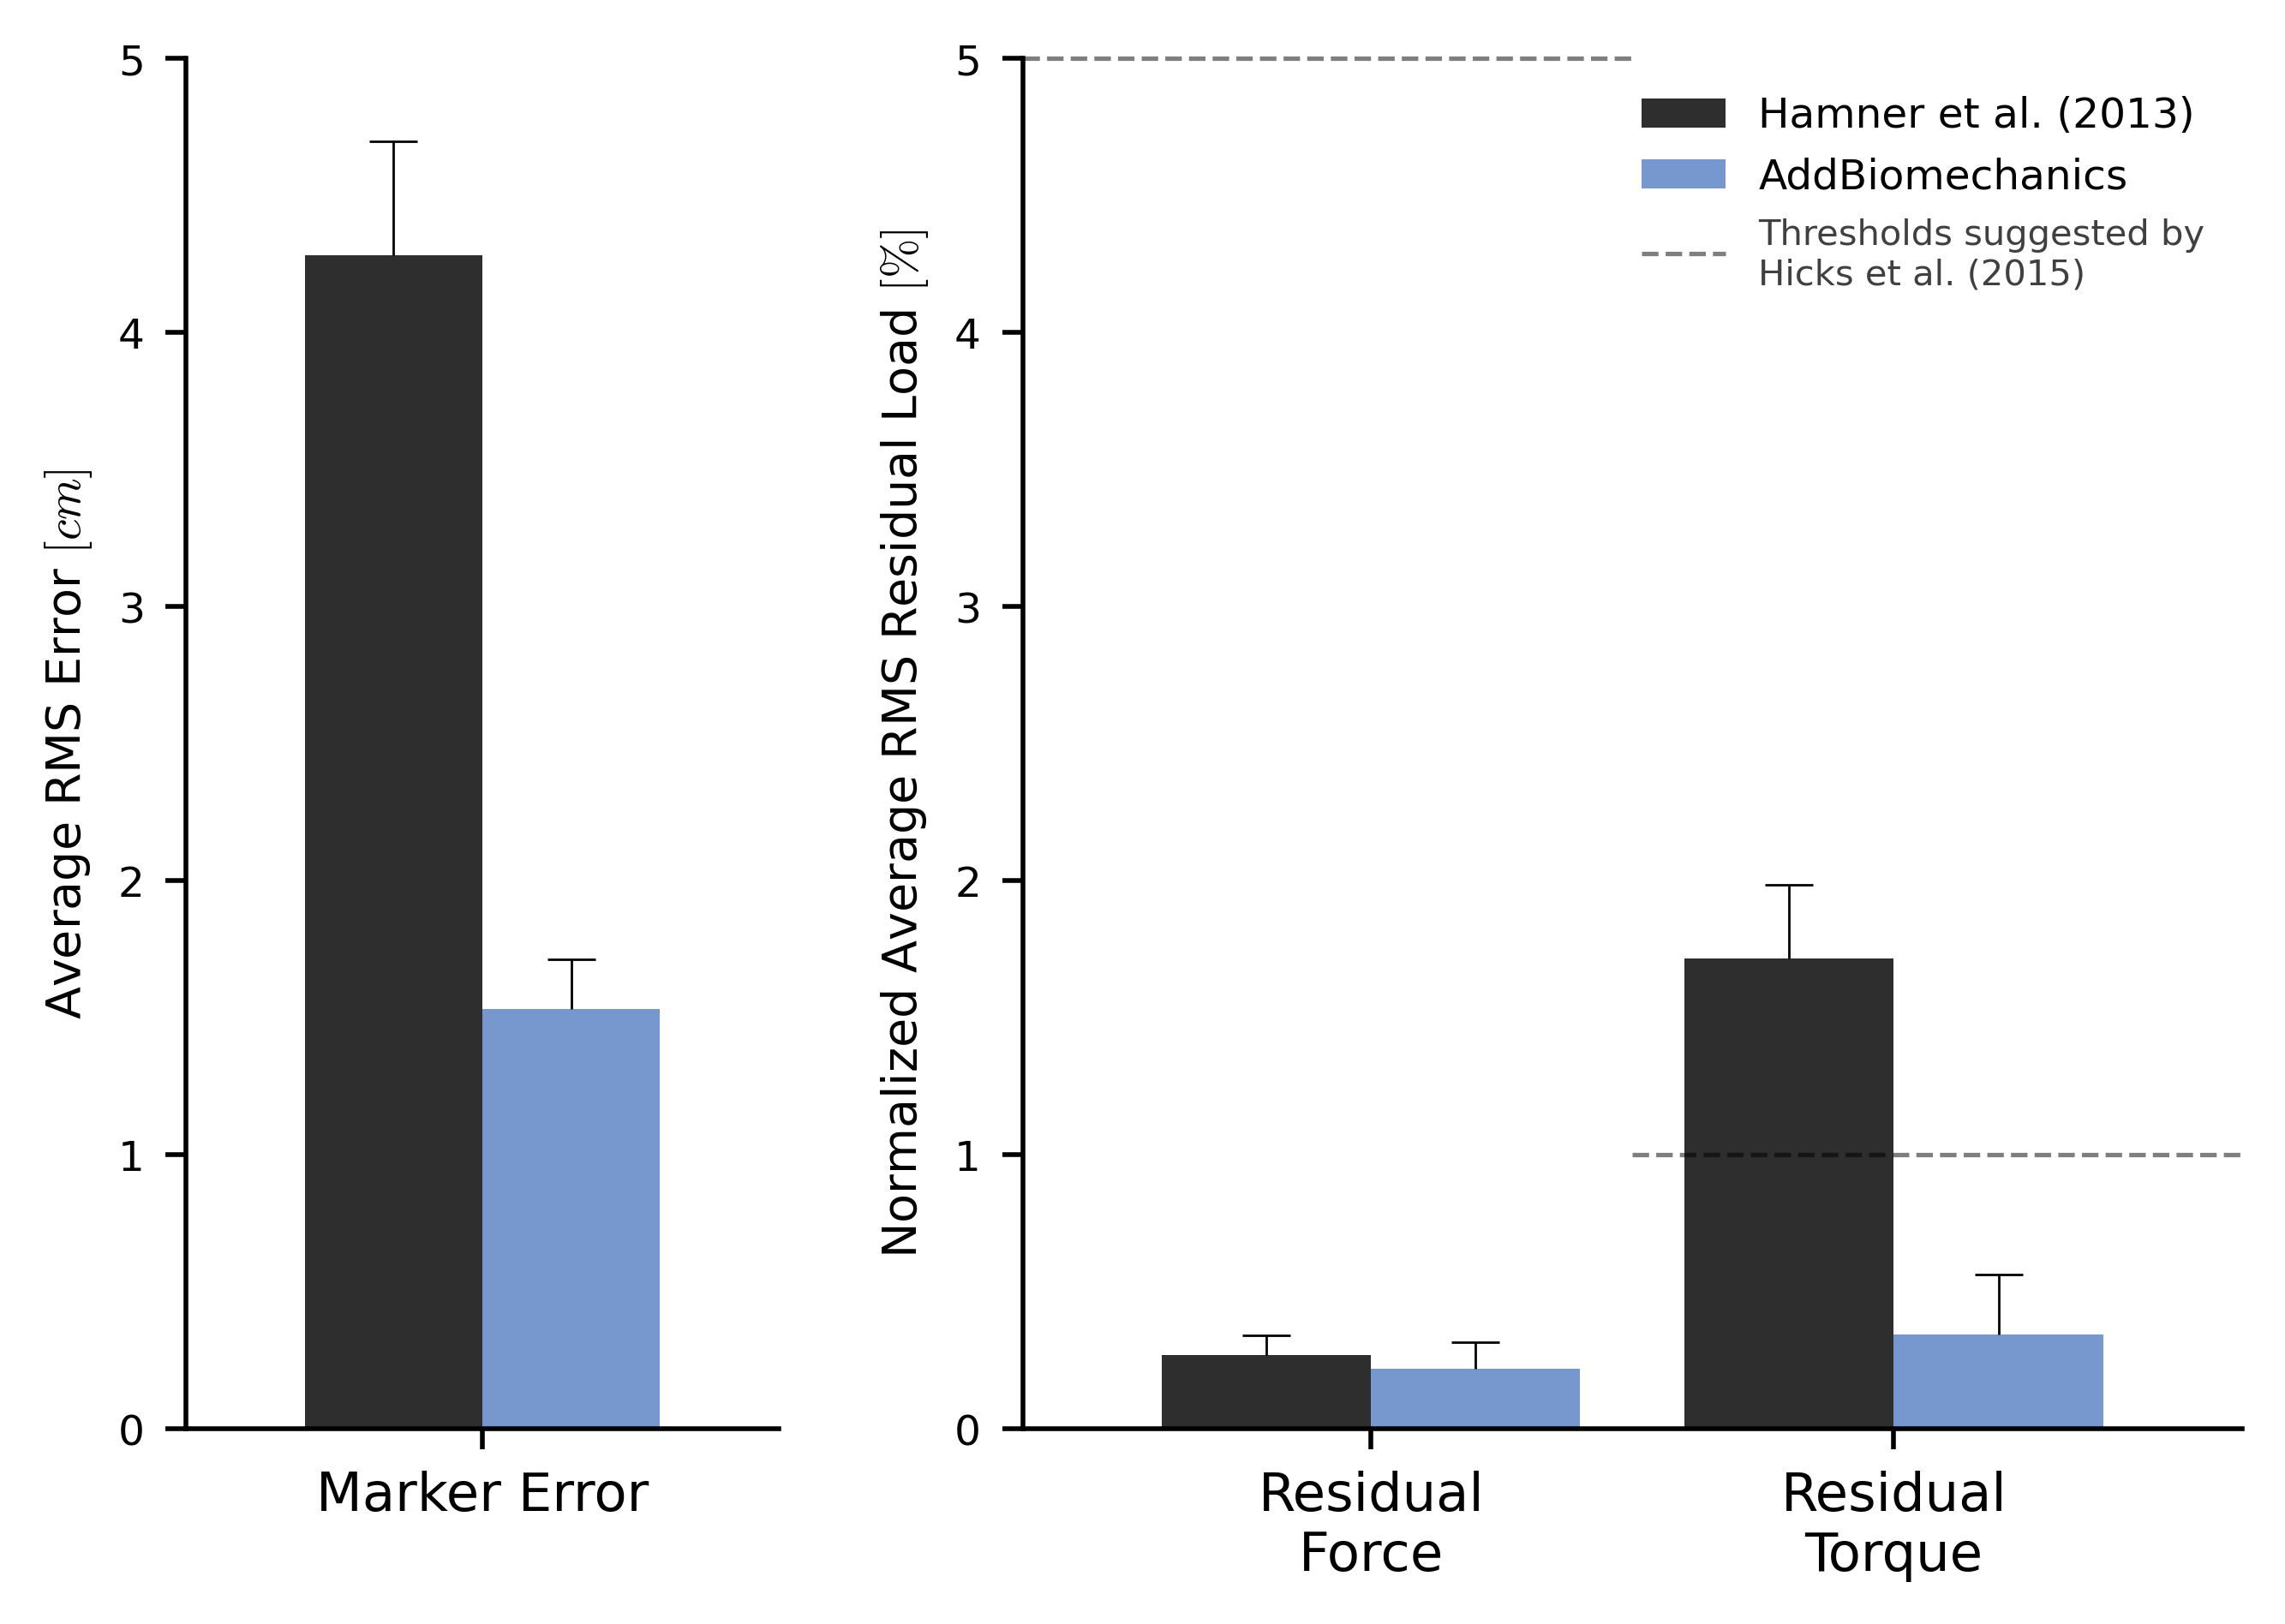 Average RMS Error [cm]
5
4
3
2
1
0
Marker Error
Normalized Average RMS Residual Load [%]
5
4
3
2
1
0
Residual
Force
Residual
Torque
Hamner et al. (2013)
AddBiomechanics
Thresholds suggested by
Hicks et al. (2015)